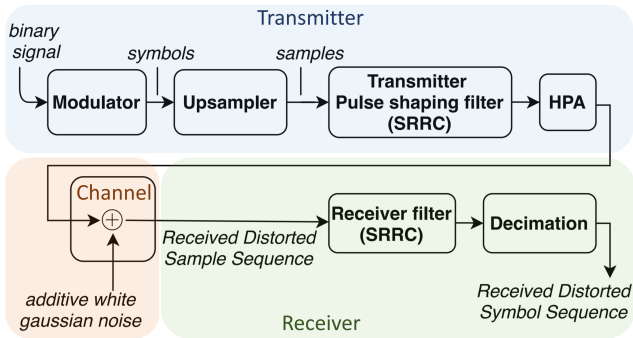 Transmitter
binary
signal
symbols
samples
Modulator
Upsampler
Transmitter
Pulse shaping filter
(SRRC)
HPA
Channel
+
additive white
gaussian noise
Received Distorted
Sample Sequence
Receiver filter
(SRRC)
Decimation
Received Distorted
Symbol Sequence
Receiver